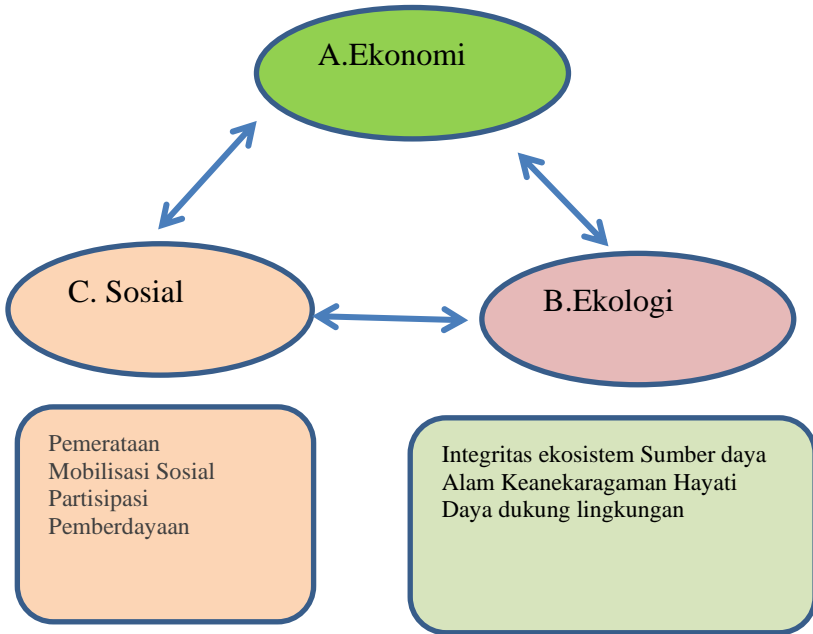 A.Ekonomi
C. Sosial
B.Ekologi
Pemerataan
Mobilisasi Sosial
Partisipasi
Pemberdayaan
Integritas ekosistem Sumber daya
Alam Keanekaragaman Hayati
Daya dukung lingkungan